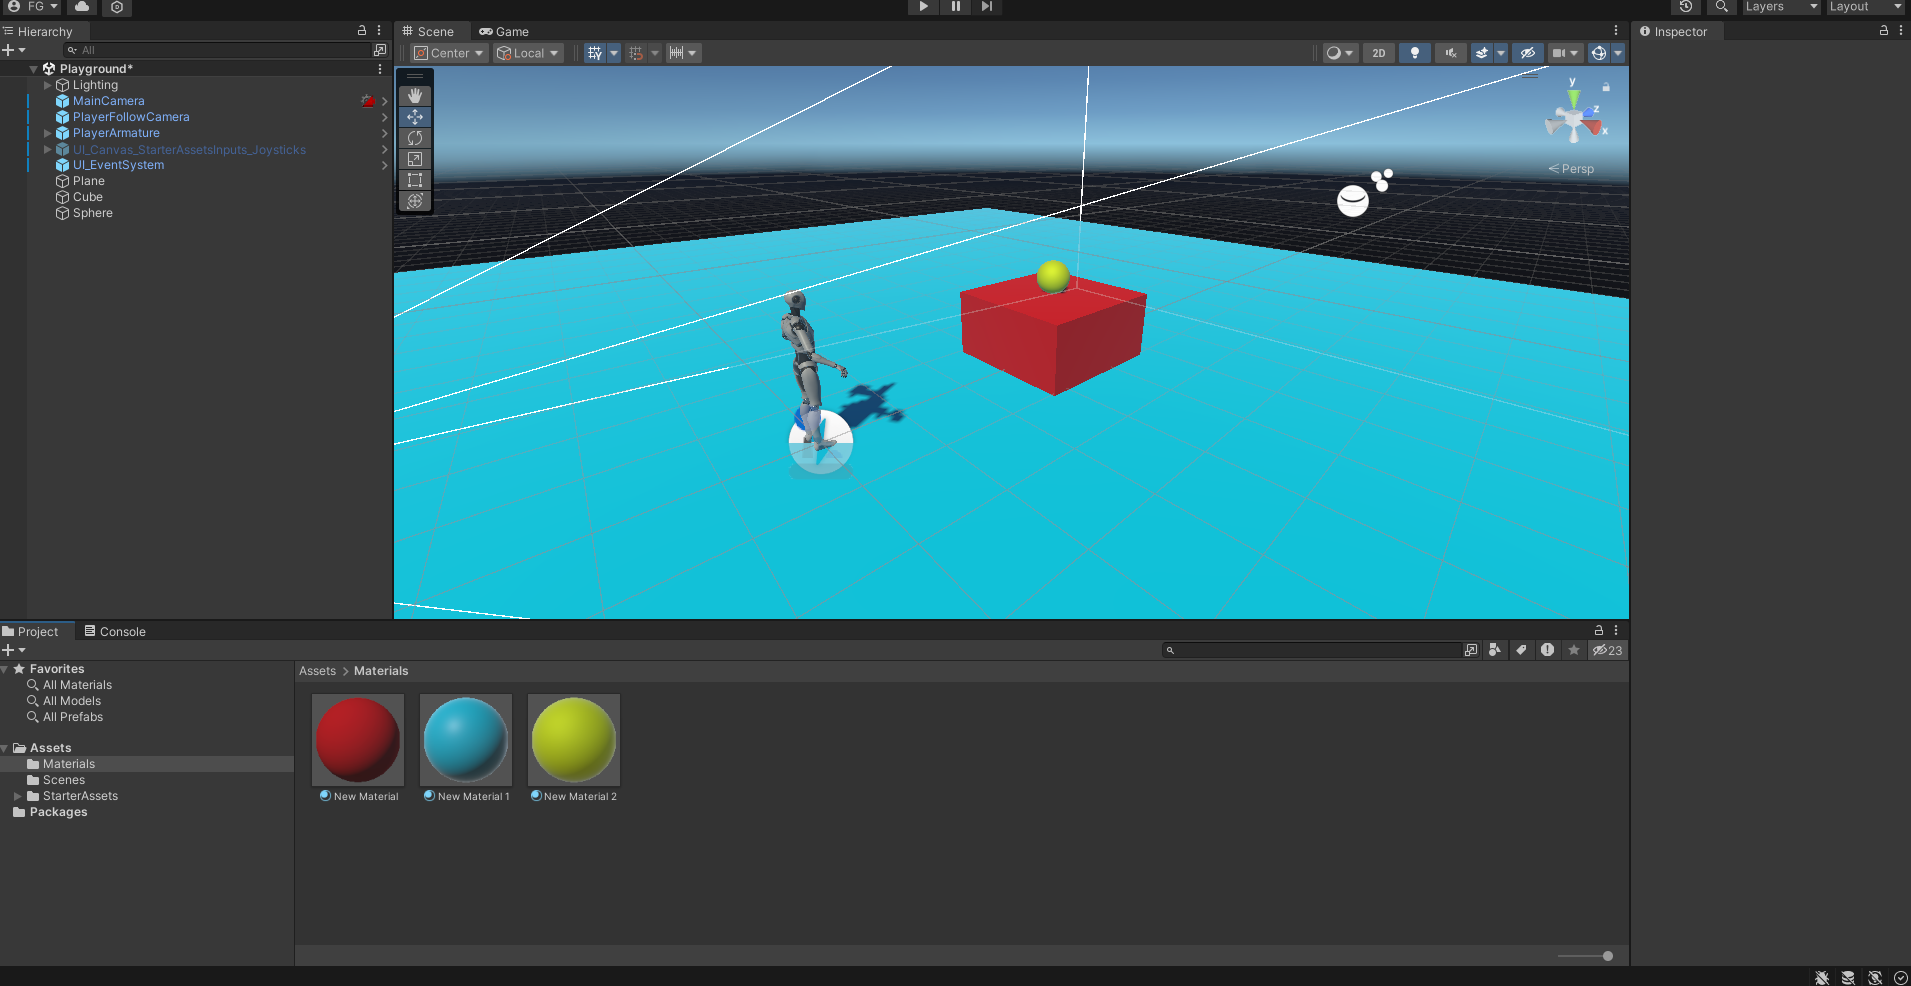 FG
Layers
Layout
Hierarchy
Scene
Game
Inspector
All
Center
Local
2D
Playground*
Lighting
MainCamera
PlayerFollowCamera
PlayerArmature
UI_Canvas_StarterAssetsInputs_Joysticks
UI_EventSystem
Plane
Cube
Sphere
y
z
x
Persp
Project
Console
23
Favorites
All Materials
All Models
All Prefabs
Assets
Materials
Scenes
StarterAssets
Packages
Assets > Materials
New Material
New Material 1
New Material 2